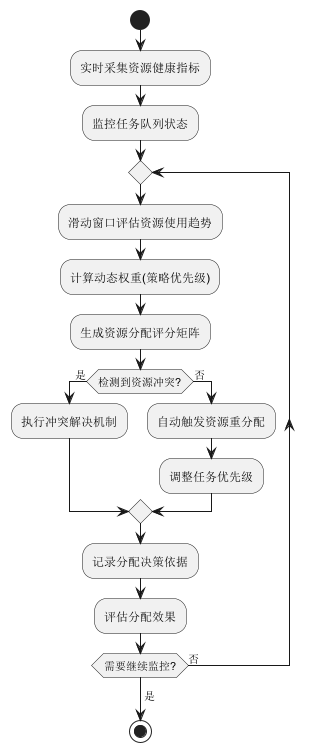 实时采集资源健康指标
监控任务队列状态
滑动窗口评估资源使用趋势
计算动态权重(策略优先级)
生成资源分配评分矩阵
是
检测到资源冲突?
否
执行冲突解决机制
自动触发资源重分配
调整任务优先级
记录分配决策依据
评估分配效果
需要继续监控?
否
是